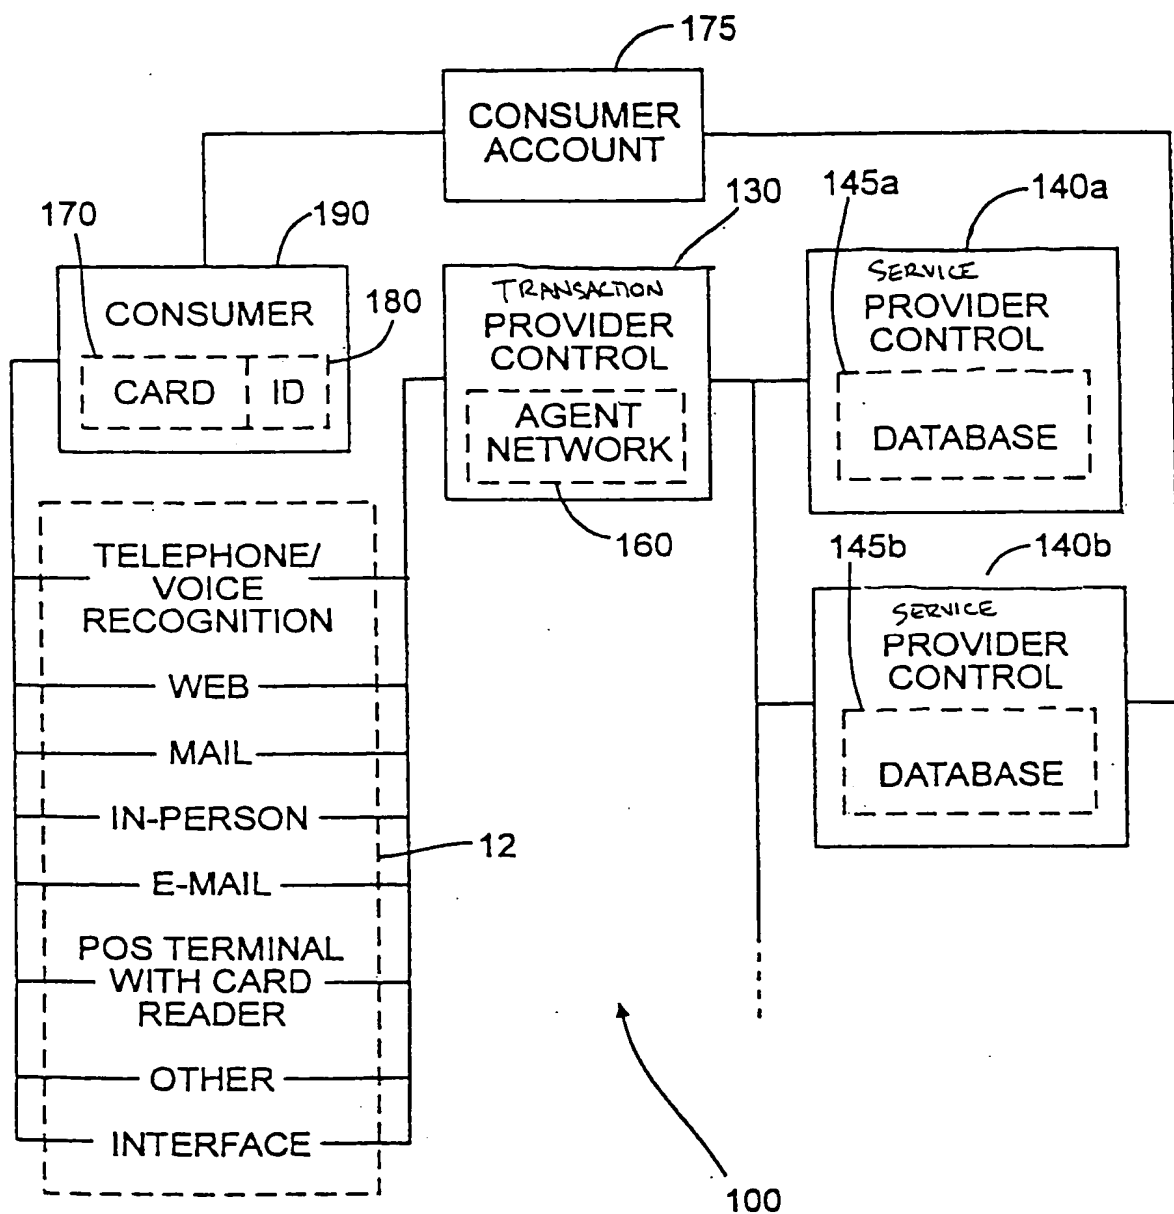 175
CONSUMER
ACCOUNT
170
190
130
145a
140a
CONSUMER
180
CARD
ID
TRANSACTION
PROVIDER
CONTROL
AGENT
NETWORK
160
SERVICE
PROVIDER
CONTROL
DATABASE
145b
140b
SERVICE
PROVIDER
CONTROL
DATABASE
TELEPHONE/
VOICE
RECOGNITION
WEB
MAIL
IN-PERSON
12
E-MAIL
POS TERMINAL
WITH CARD
READER
OTHER
INTERFACE
100